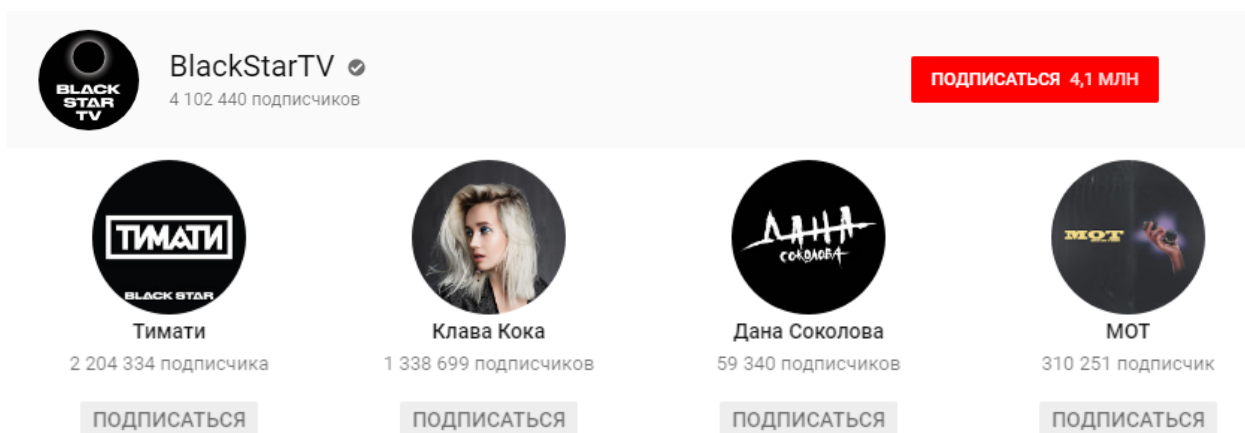 BlackStarTV
4 102 440 подписчиков
ПОДПИСАТЬСЯ 4,1 МЛН
BLACK
STAR
TV
ТИМАТИ
BLACK STAR
ДАНА
СОКОЛОВА
МОТ
Тимати
Клава Кока
Дана Соколова
МОТ
2 204 334 подписчика
1 338 699 подписчиков
59 340 подписчиков
310 251 подписчик
ПОДПИСАТЬСЯ
ПОДПИСАТЬСЯ
ПОДПИСАТЬСЯ
ПОДПИСАТЬСЯ